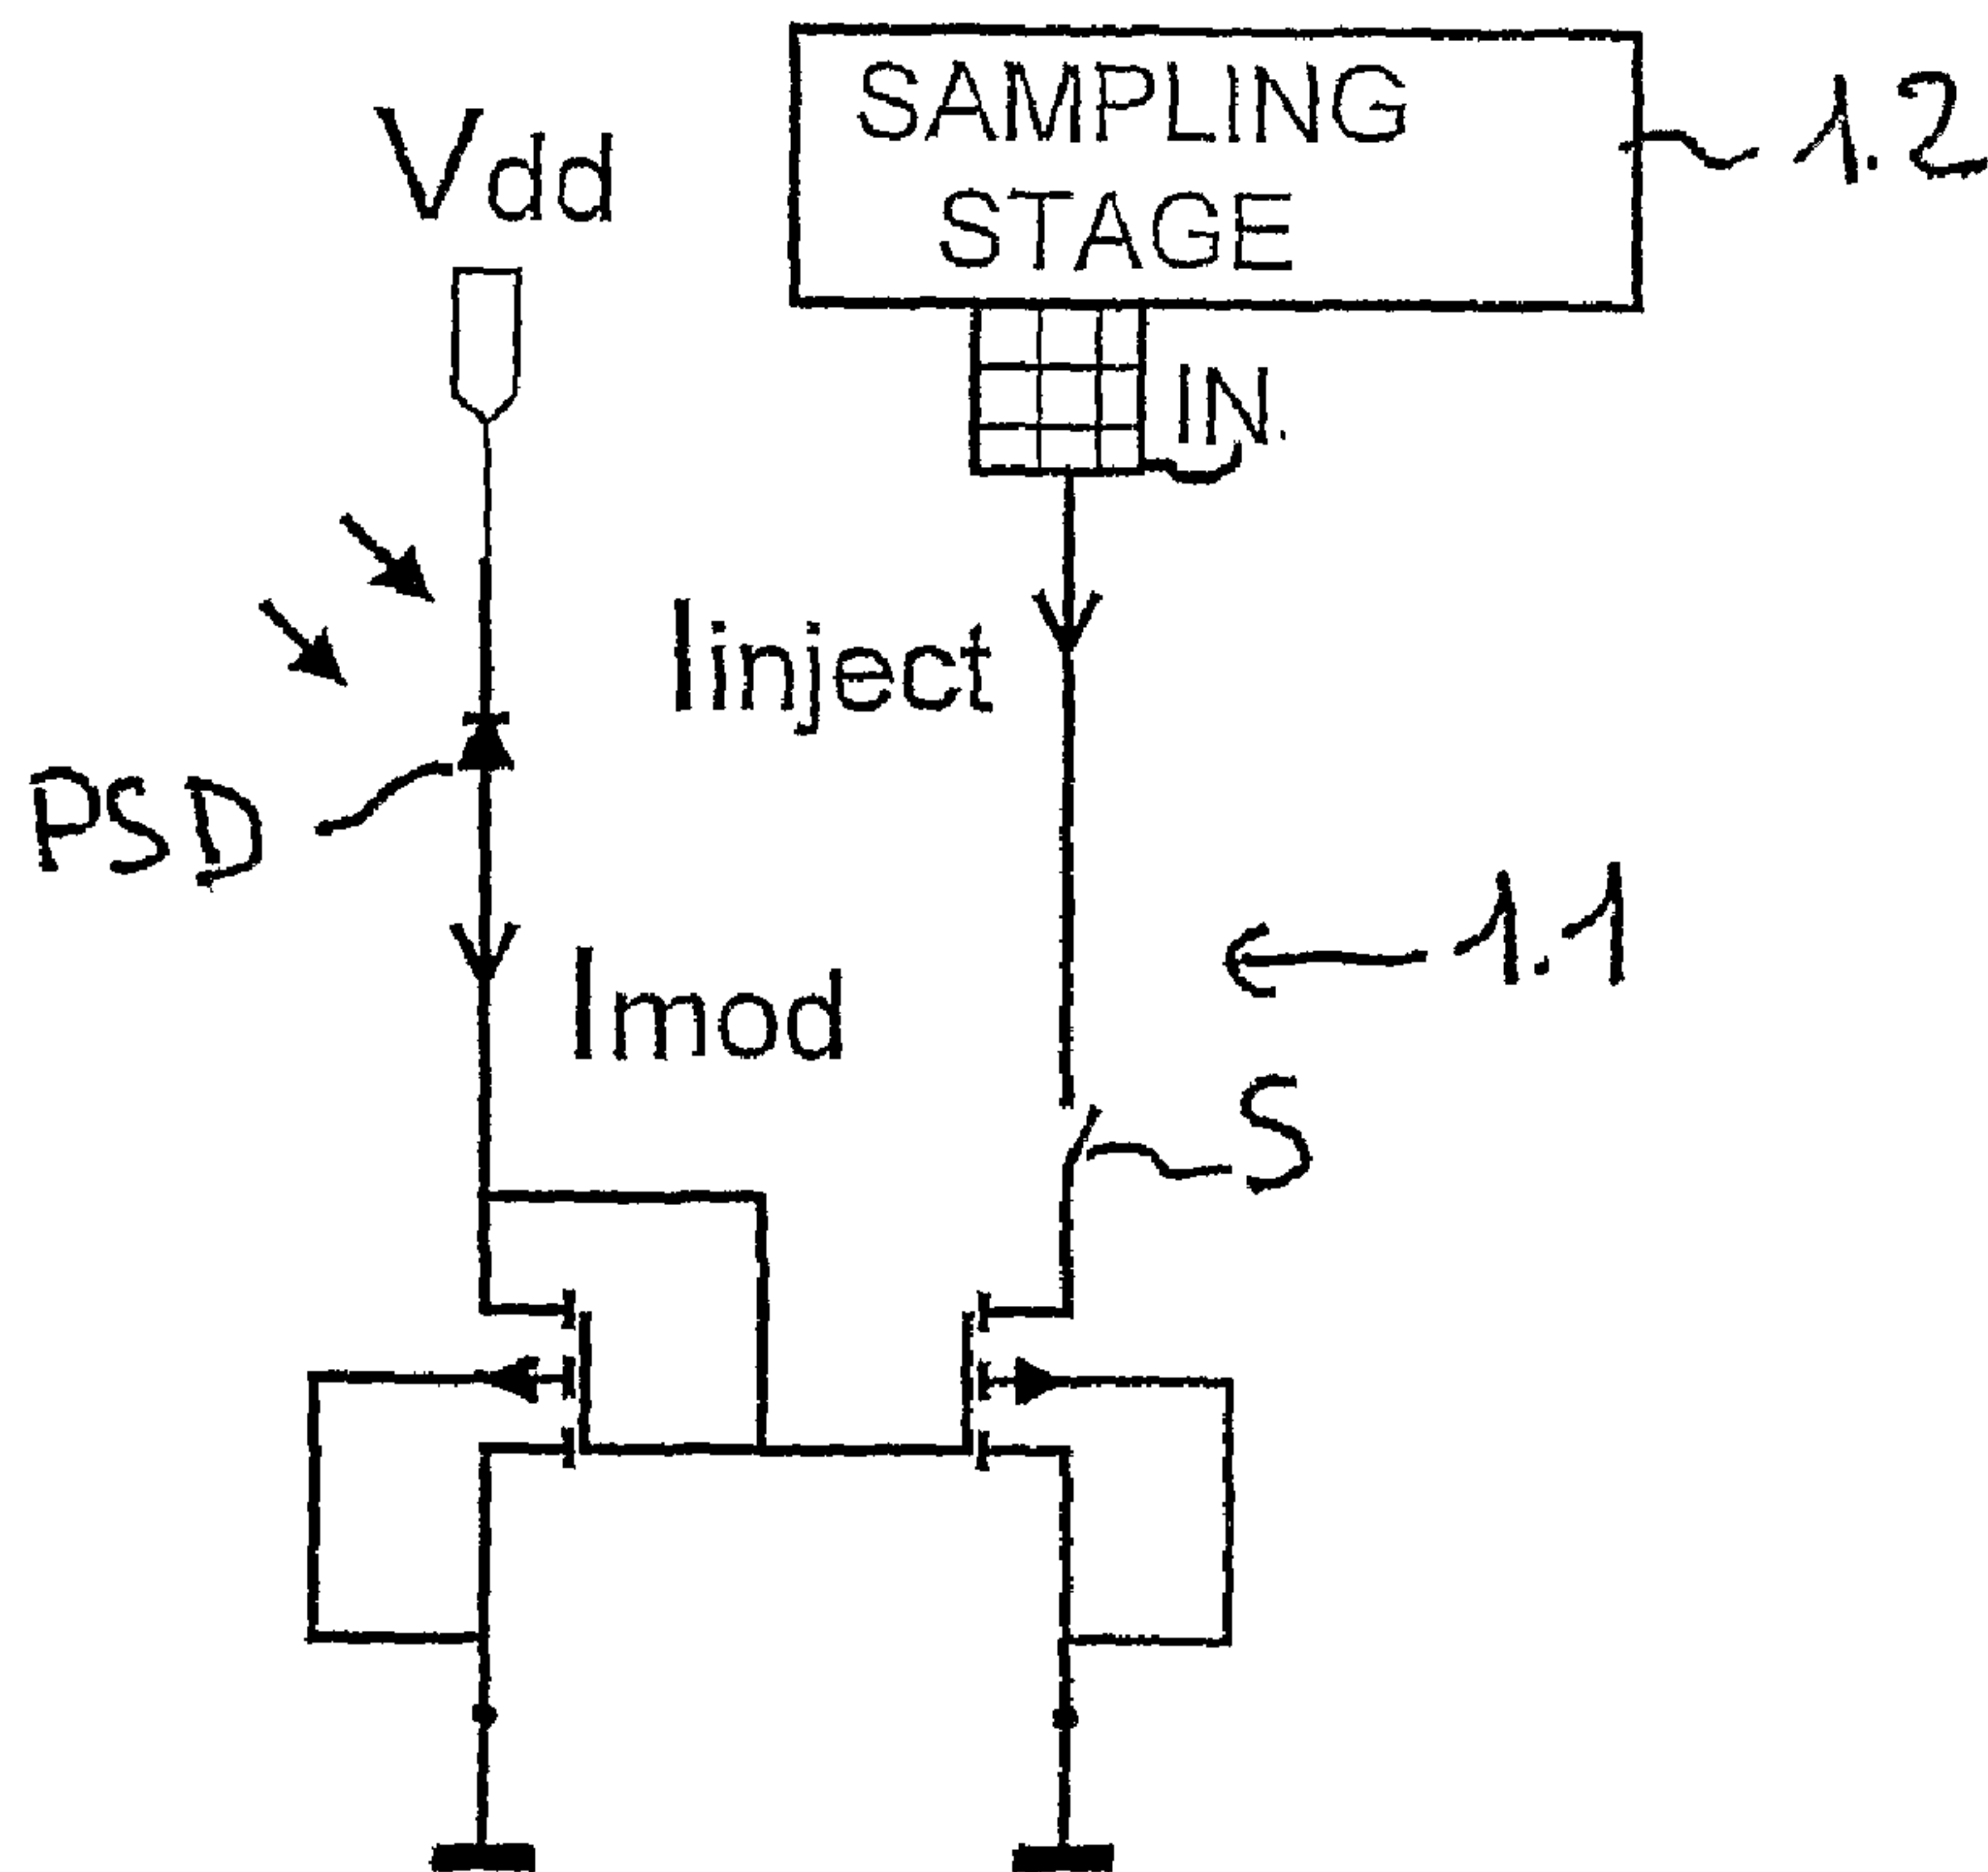 Vdd
SAMPLING
STAGE
1.2
IN.
Iinject
PSD
Imod
1.1
S